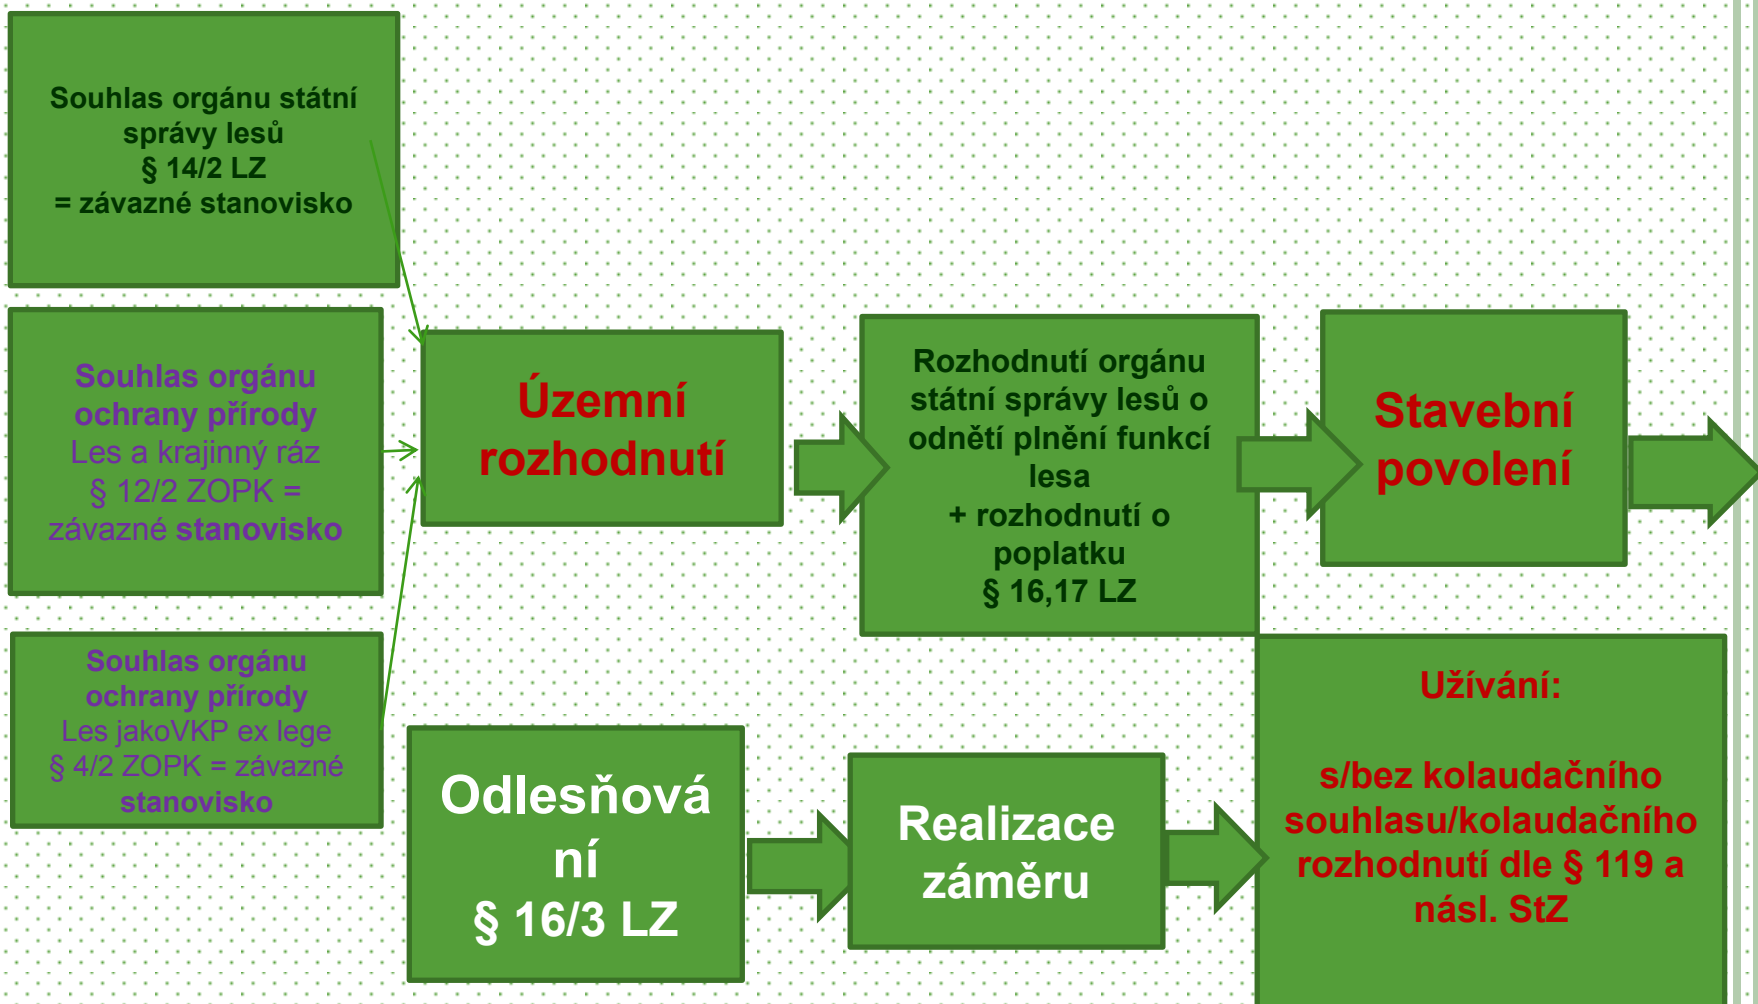 Souhlas orgánu státní
správy lesů
§ 14/2 LZ
= závazné stanovisko
Souhlas orgánu
ochrany přírody
Les a krajinný ráz
§ 12/2 ZOPK =
závazné stanovisko
Souhlas orgánu
ochrany přírody
Les jakoVKP ex lege
§ 4/2 ZOPK = závazné
stanovisko
Územní
rozhodnutí
Rozhodnutí orgánu
státní správy lesů o
odnětí plnění funkcí
lesa
+ rozhodnutí o
poplatku
§ 16,17 LZ
Stavební
povolení
Odlesňová
ní
§ 16/3 LZ
Realizace
záměru
Užívání:
s/bez kolaudačního
souhlasu/kolaudačního
rozhodnutí dle § 119 a
násl. StZ